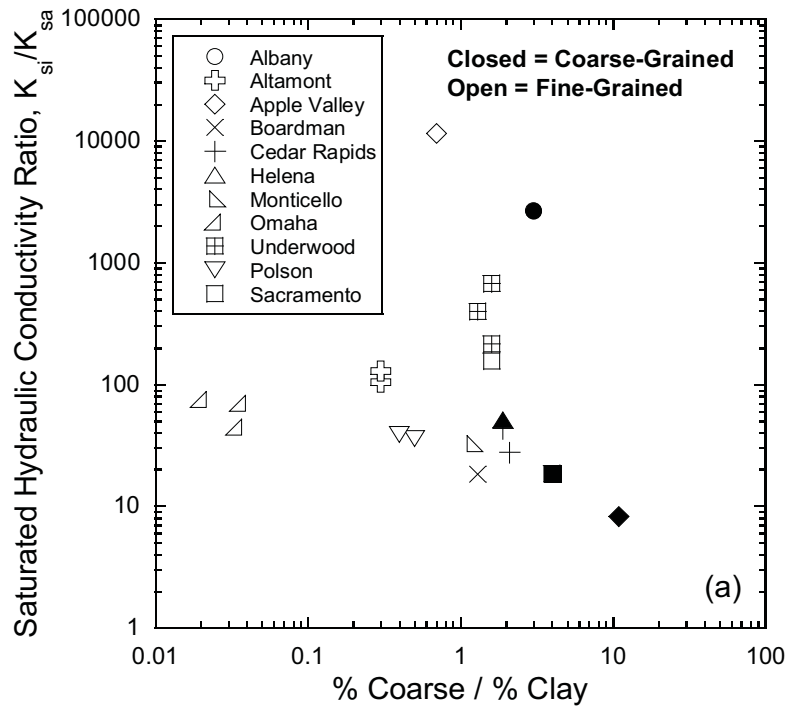 Saturated Hydraulic Conductivity Ratio, K_si/K_sa
100000
10000
1000
100
10
1
Albany
Altamont
Apple Valley
Boardman
Cedar Rapids
Helena
Monticello
Omaha
Underwood
Polson
Sacramento
Closed = Coarse-Grained
Open = Fine-Grained
(a)
0.01 0.1 1 10 100
% Coarse / % Clay